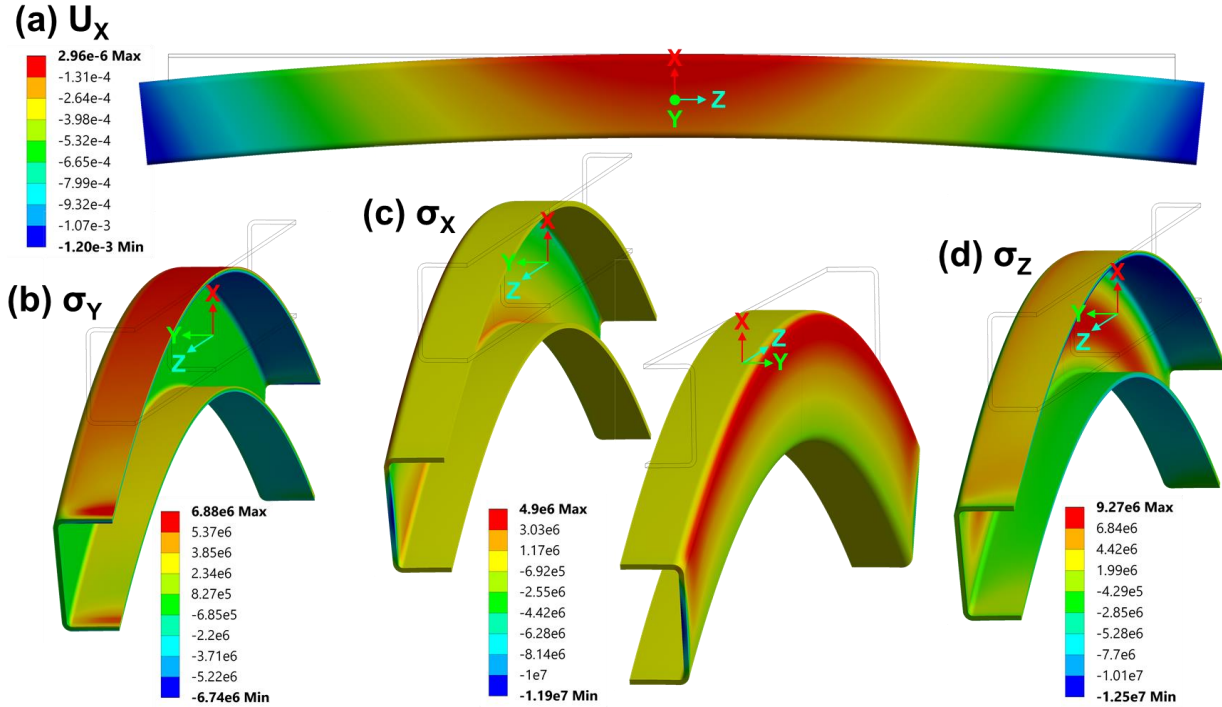 (a) U_X
2.96e-6 Max
-1.31e-4
-2.64e-4
-3.98e-4
-5.32e-4
-6.65e-4
-7.99e-4
-9.32e-4
-1.07e-3
-1.20e-3 Min
X
Z
Y
(b) σ_Y
X
Y
Z
6.88e6 Max
5.37e6
3.85e6
2.34e6
8.27e5
-6.85e5
-2.2e6
-3.71e6
-5.22e6
-6.74e6 Min
(c) σ_X
X
Y
Z
X
Z
Y
4.9e6 Max
3.03e6
1.17e6
-6.92e5
-2.55e6
-4.42e6
-6.28e6
-8.14e6
-1e7
-1.19e7 Min
(d) σ_Z
X
Y
Z
9.27e6 Max
6.84e6
4.42e6
1.99e6
-4.29e5
-2.85e6
-5.28e6
-7.7e6
-1.01e7
-1.25e7 Min